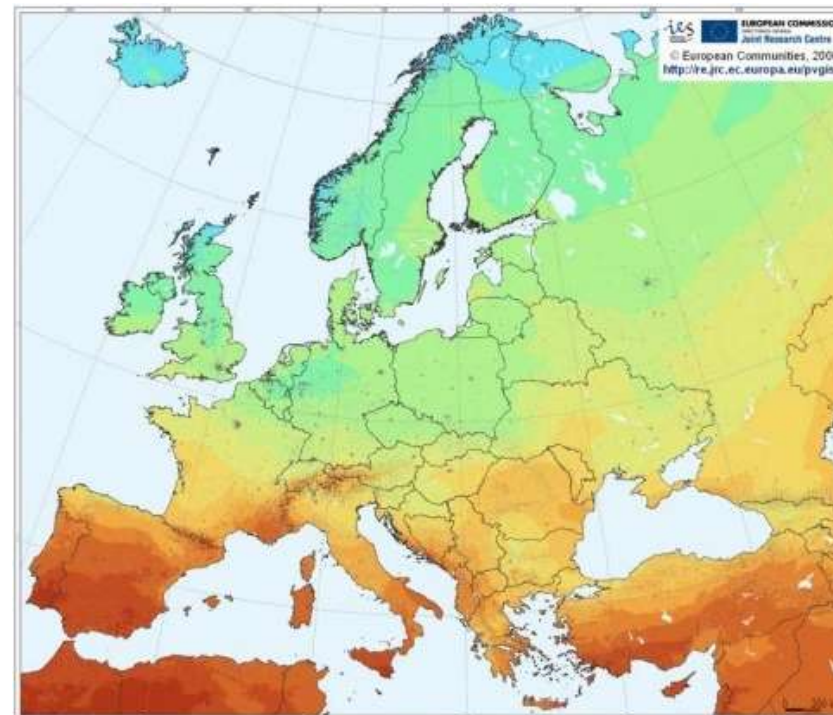 EUROPEAN COMMISSION
Joint Research Centre
© European Communities, 200
http://re.jrc.ec.europa.eu/pvgis